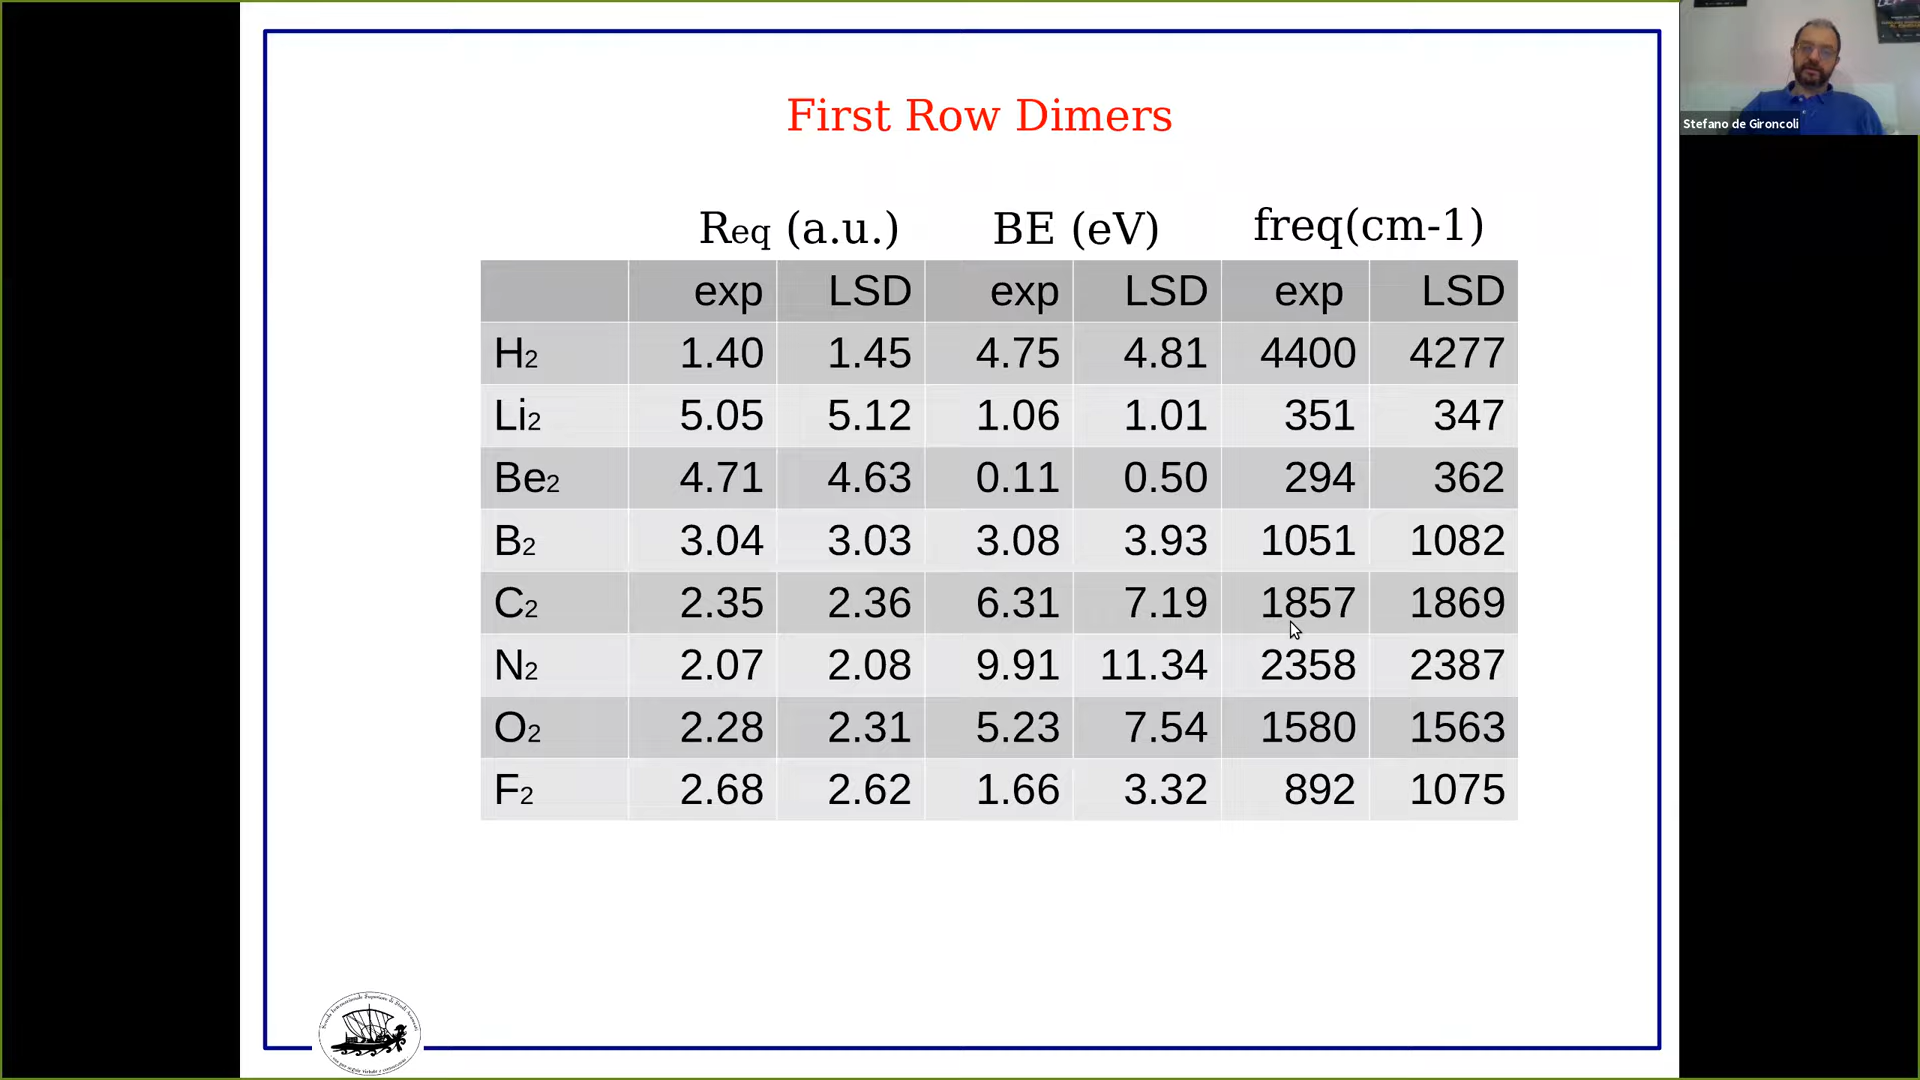 First Row Dimers
Req (a.u.) BE (eV) freq(cm-1)
exp LSD exp LSD exp LSD
H2 1.40 1.45 4.75 4.81 4400 4277
Li2 5.05 5.12 1.06 1.01 351 347
Be2 4.71 4.63 0.11 0.50 294 362
B2 3.04 3.03 3.08 3.93 1051 1082
C2 2.35 2.36 6.31 7.19 1857 1869
N2 2.07 2.08 9.91 11.34 2358 2387
O2 2.28 2.31 5.23 7.54 1580 1563
F2 2.68 2.62 1.66 3.32 892 1075
Stefano de Gironcoli